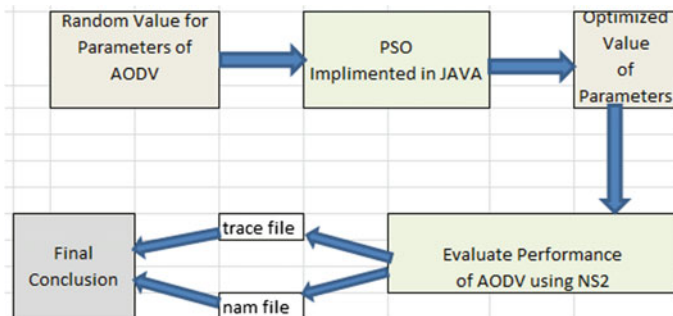 Random Value for
Parameters of
AODV
PSO
Implimented in JAVA
Optimized
Value
of
Parameters
trace file
Final
Conclusion
Evaluate Performance
of AODV using NS2
nam file